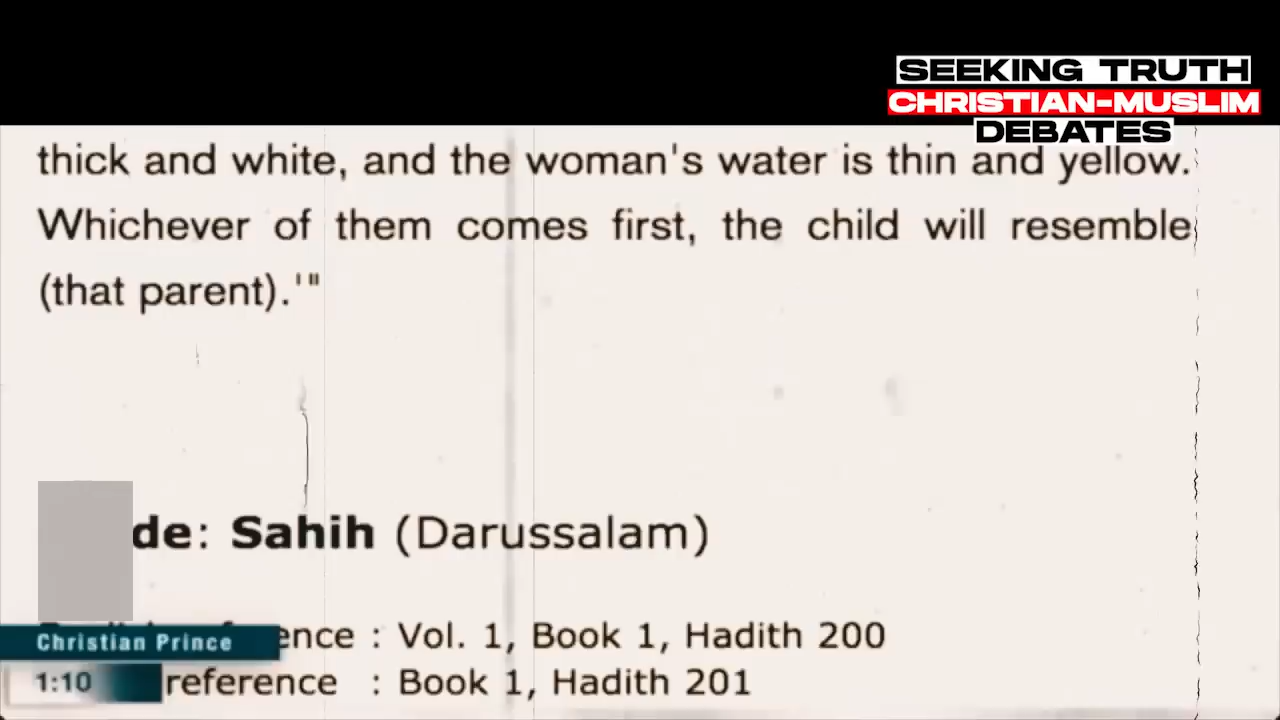 SEEKING TRUTH
CHRISTIAN-MUSLIM
DEBATES
thick and white, and the woman's water is thin and yellow.
Whichever of them comes first, the child will resemble
(that parent).'"
de: Sahih (Darussalam)
ence : Vol. 1, Book 1, Hadith 200
Christian Prince
1:10
reference : Book 1, Hadith 201